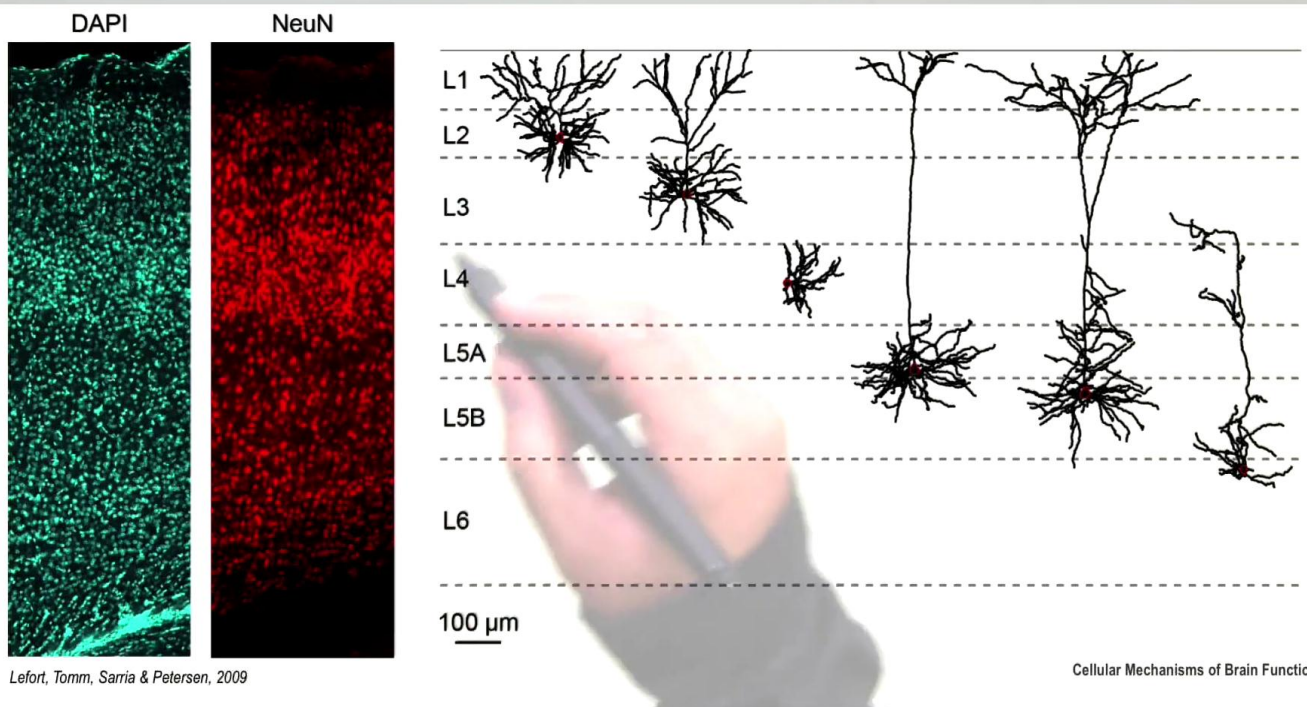 DAPI
NeuN
L1
L2
L3
L4
L5A
L5B
L6
100 µm
Lefort, Tomm, Sarria & Petersen, 2009
Cellular Mechanisms of Brain Functio